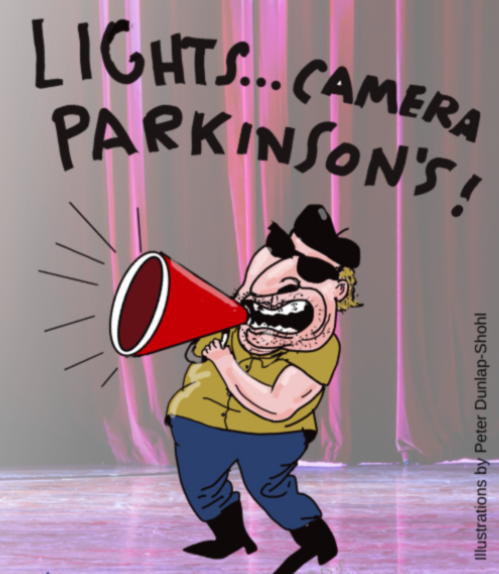 LIGHTS... CAMERA
PARKINSON'S!
Illustrations by Peter Dunlap-Shohl